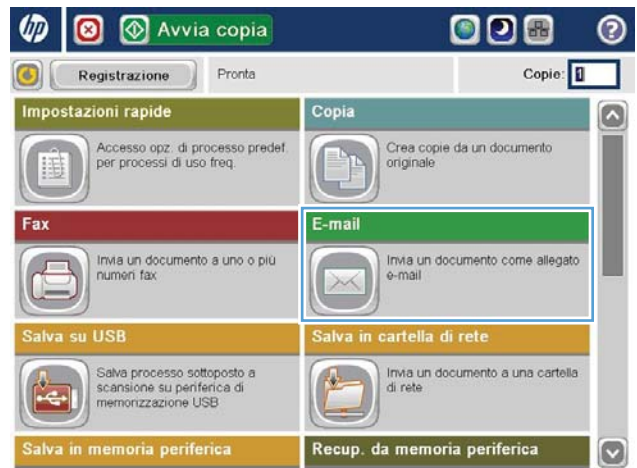 hp
Avvia copia
?
Registrazione
Pronta
Copie:
1
Impostazioni rapide
Copia
Accesso opz. di processo predef.
per processi di uso freq.
Crea copie da un documento
originale
Fax
E-mail
Invia un documento a uno o più
numeri fax
Invia un documento come allegato
e-mail
Salva su USB
Salva in cartella di rete
Salva processo sottoposto a
scansione su periferica di
memorizzazione USB
Invia un documento a una cartella
di rete
Salva in memoria periferica
Recup. da memoria periferica